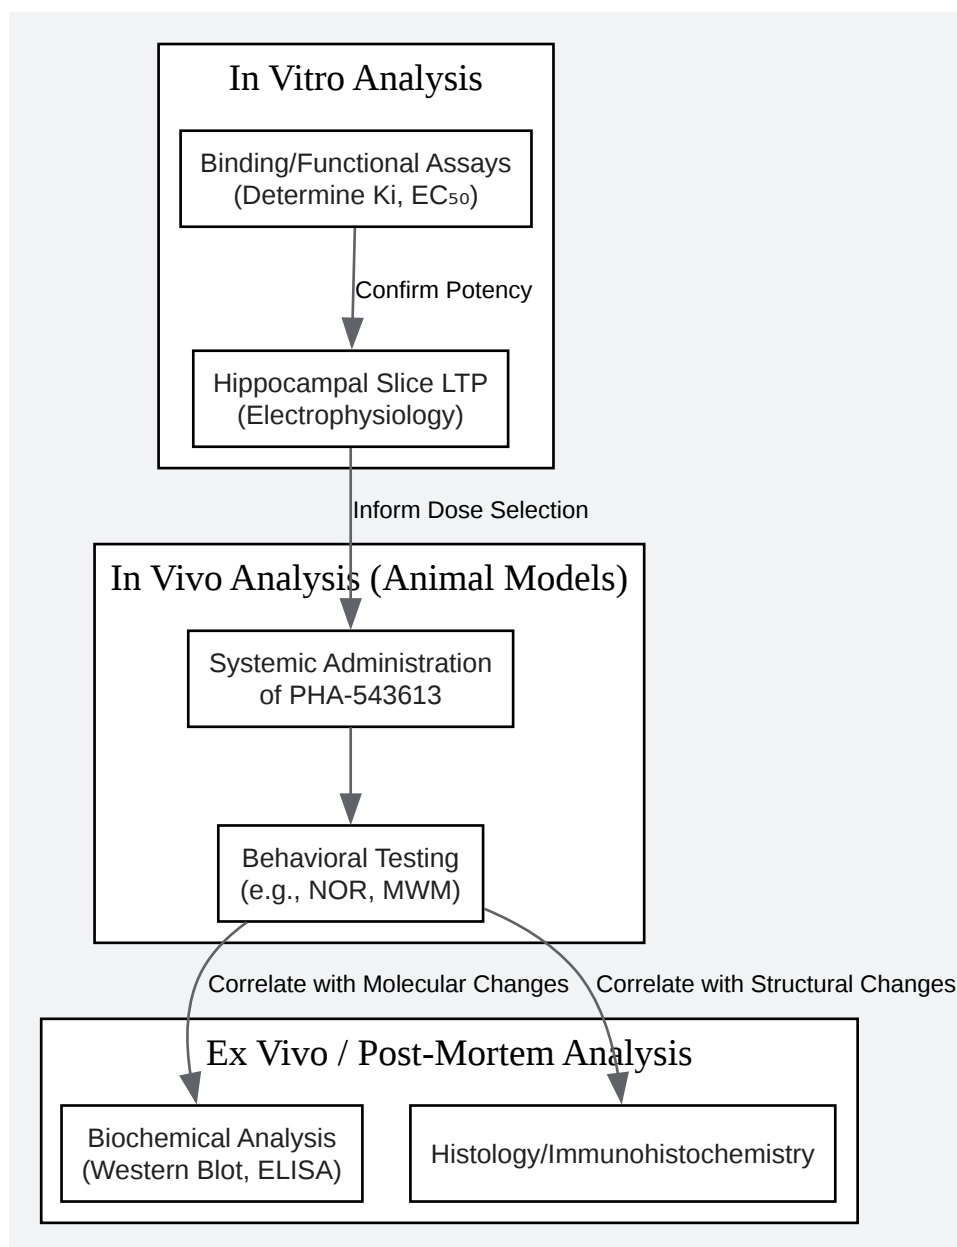 In Vitro Analysis
Binding/Functional Assays
(Determine Ki, EC₅₀)
Confirm Potency
Hippocampal Slice LTP
(Electrophysiology)
Inform Dose Selection
In Vivo Analysis (Animal Models)
Systemic Administration
of PHA-543613
Behavioral Testing
(e.g., NOR, MWM)
Correlate with Molecular Changes
Correlate with Structural Changes
Ex Vivo / Post-Mortem Analysis
Biochemical Analysis
(Western Blot, ELISA)
Histology/Immunohistochemistry